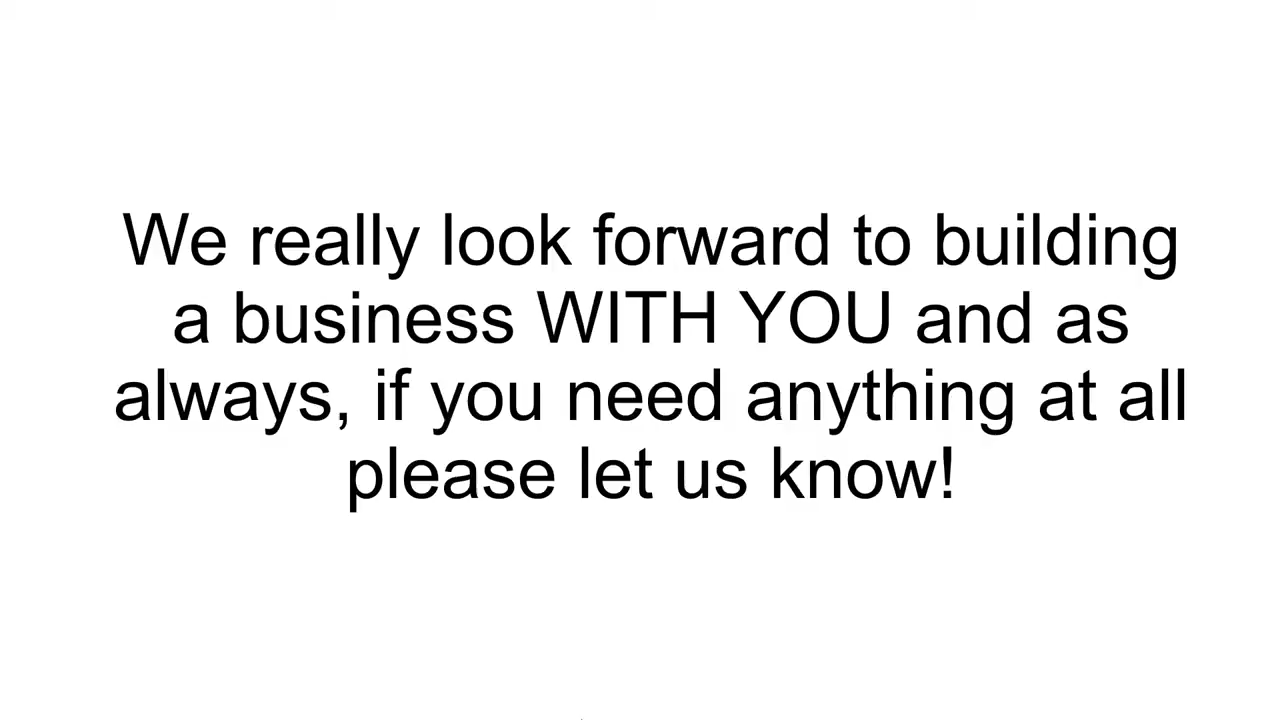 We really look forward to building
a business WITH YOU and as
always, if you need anything at all
please let us know!